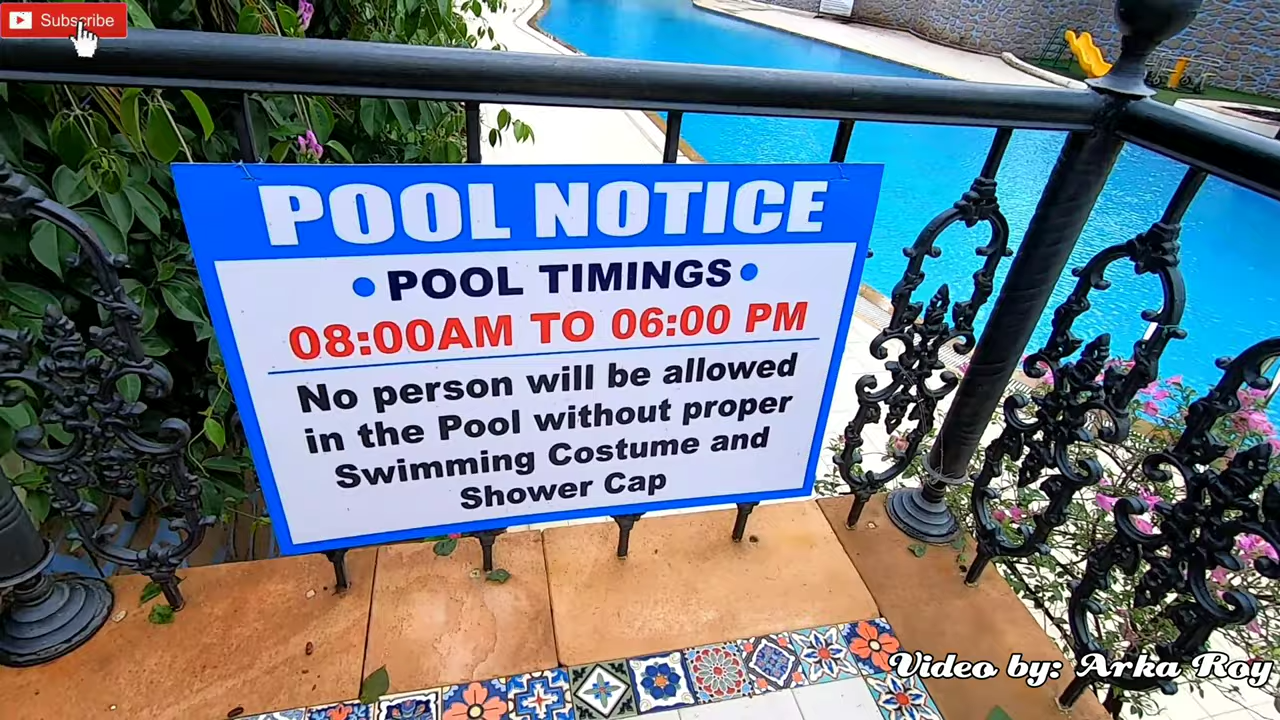 Subscribe
POOL NOTICE
• POOL TIMINGS •
08:00AM TO 06:00 PM
No person will be allowed
in the Pool without proper
Swimming Costume and
Shower Cap
Video by: Arka Roy